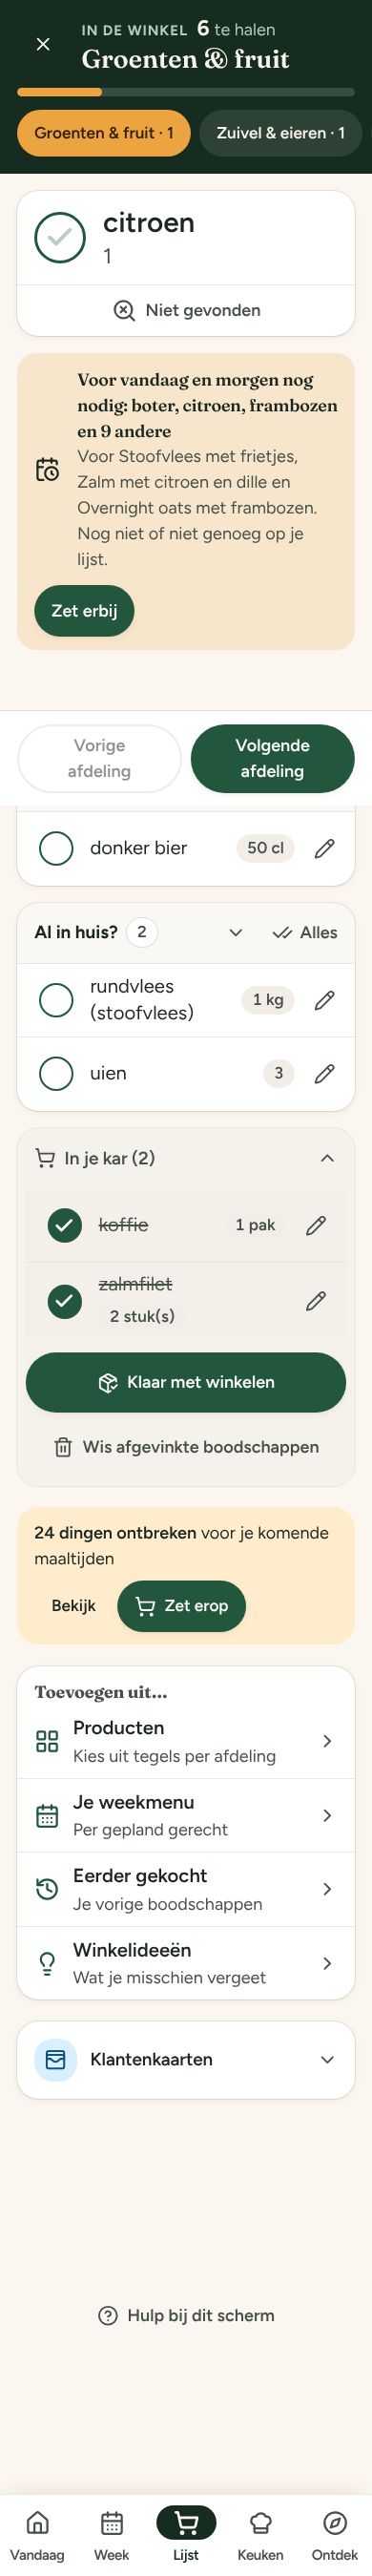 IN DE WINKEL 6 te halen
Groenten & fruit
Groenten & fruit · 1
Zuivel & eieren · 1
citroen
1
Niet gevonden
Voor vandaag en morgen nog
nodig: boter, citroen, frambozen
en 9 andere
Voor Stoofvlees met frietjes,
Zalm met citroen en dille en
Overnight oats met frambozen.
Nog niet of niet genoeg op je
lijst.
Zet erbij
Vorige
afdeling
Volgende
afdeling
donker bier 50 cl
Al in huis? 2 Alles
rundvlees
(stoofvlees)
1 kg
uien 3
In je kar (2)
koffie 1 pak
zalmfilet
2 stuk(s)
Klaar met winkelen
Wis afgevinkte boodschappen
24 dingen ontbreken voor je komende
maaltijden
Bekijk Zet erop
Toevoegen uit...
Producten
Kies uit tegels per afdeling
Je weekmenu
Per gepland gerecht
Eerder gekocht
Je vorige boodschappen
Winkelideeën
Wat je misschien vergeet
Klantenkaarten
Hulp bij dit scherm
Vandaag Week Lijst Keuken Ontdek